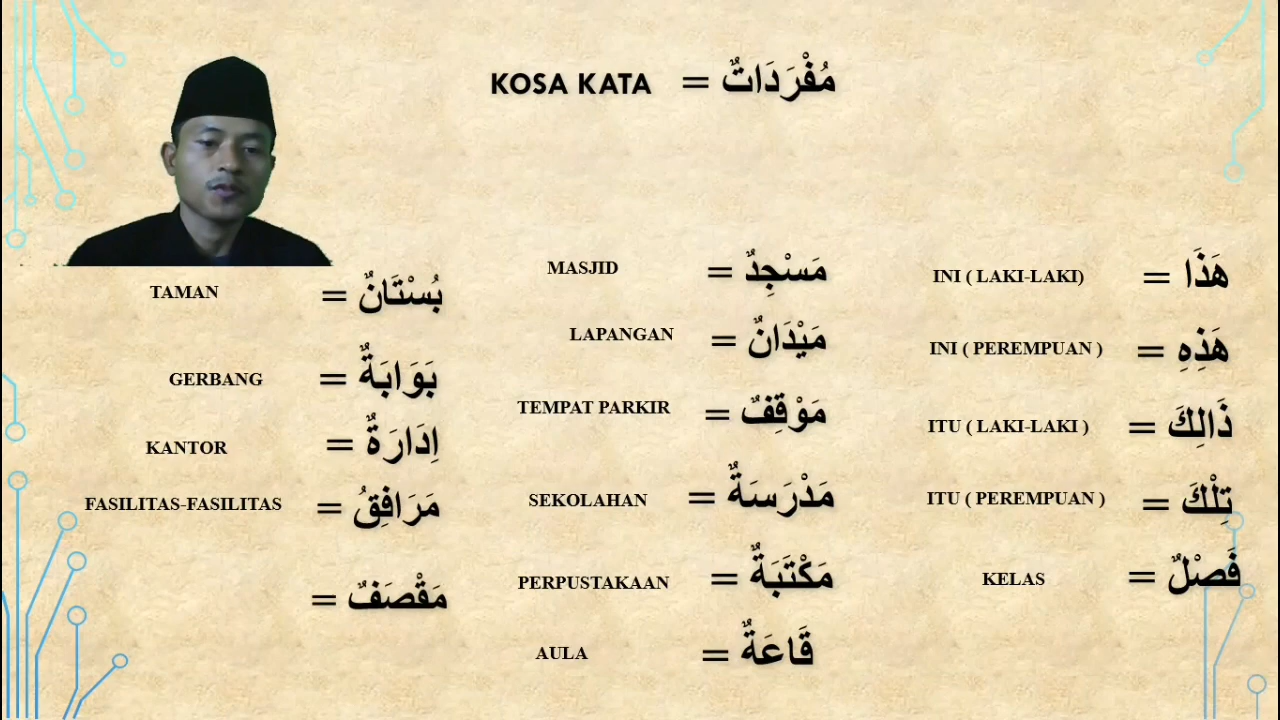 KOSA KATA = مُفْرَدَاتٌ
INI ( LAKI-LAKI) = هَذَا
INI ( PEREMPUAN ) = هَذِهِ
ITU ( LAKI-LAKI ) = ذَالِكَ
ITU ( PEREMPUAN ) = تِلْكَ
KELAS = فَصْلٌ
MASJID = مَسْجِدٌ
LAPANGAN = مَيْدَانٌ
TEMPAT PARKIR = مَوْقِفٌ
SEKOLAHAN = مَدْرَسَةٌ
PERPUSTAKAAN = مَكْتَبَةٌ
AULA = قَاعَةٌ
TAMAN = بُسْتَانٌ
GERBANG = بَوَابَةٌ
KANTOR = اِدَارَةٌ
FASILITAS-FASILITAS = مَرَافِقُ
= مَقْصَفٌ